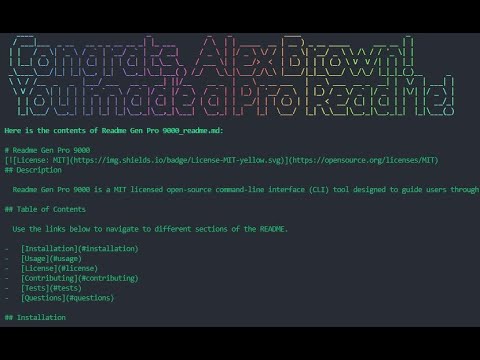 Congrats, Alex Brown!
You made a Pro ReadMe!
Here is the contents of Readme Gen Pro 9000_readme.md:
# Readme Gen Pro 9000
[![License: MIT](https://img.shields.io/badge/License-MIT-yellow.svg)](https://opensource.org/licenses/MIT)
## Description
Readme Gen Pro 9000 is a MIT licensed open-source command-line interface (CLI) tool designed to guide users through
## Table of Contents
Use the links below to navigate to different sections of the README.
- [Installation](#installation)
- [Usage](#usage)
- [License](#license)
- [Contributing](#contributing)
- [Tests](#tests)
- [Questions](#questions)
## Installation